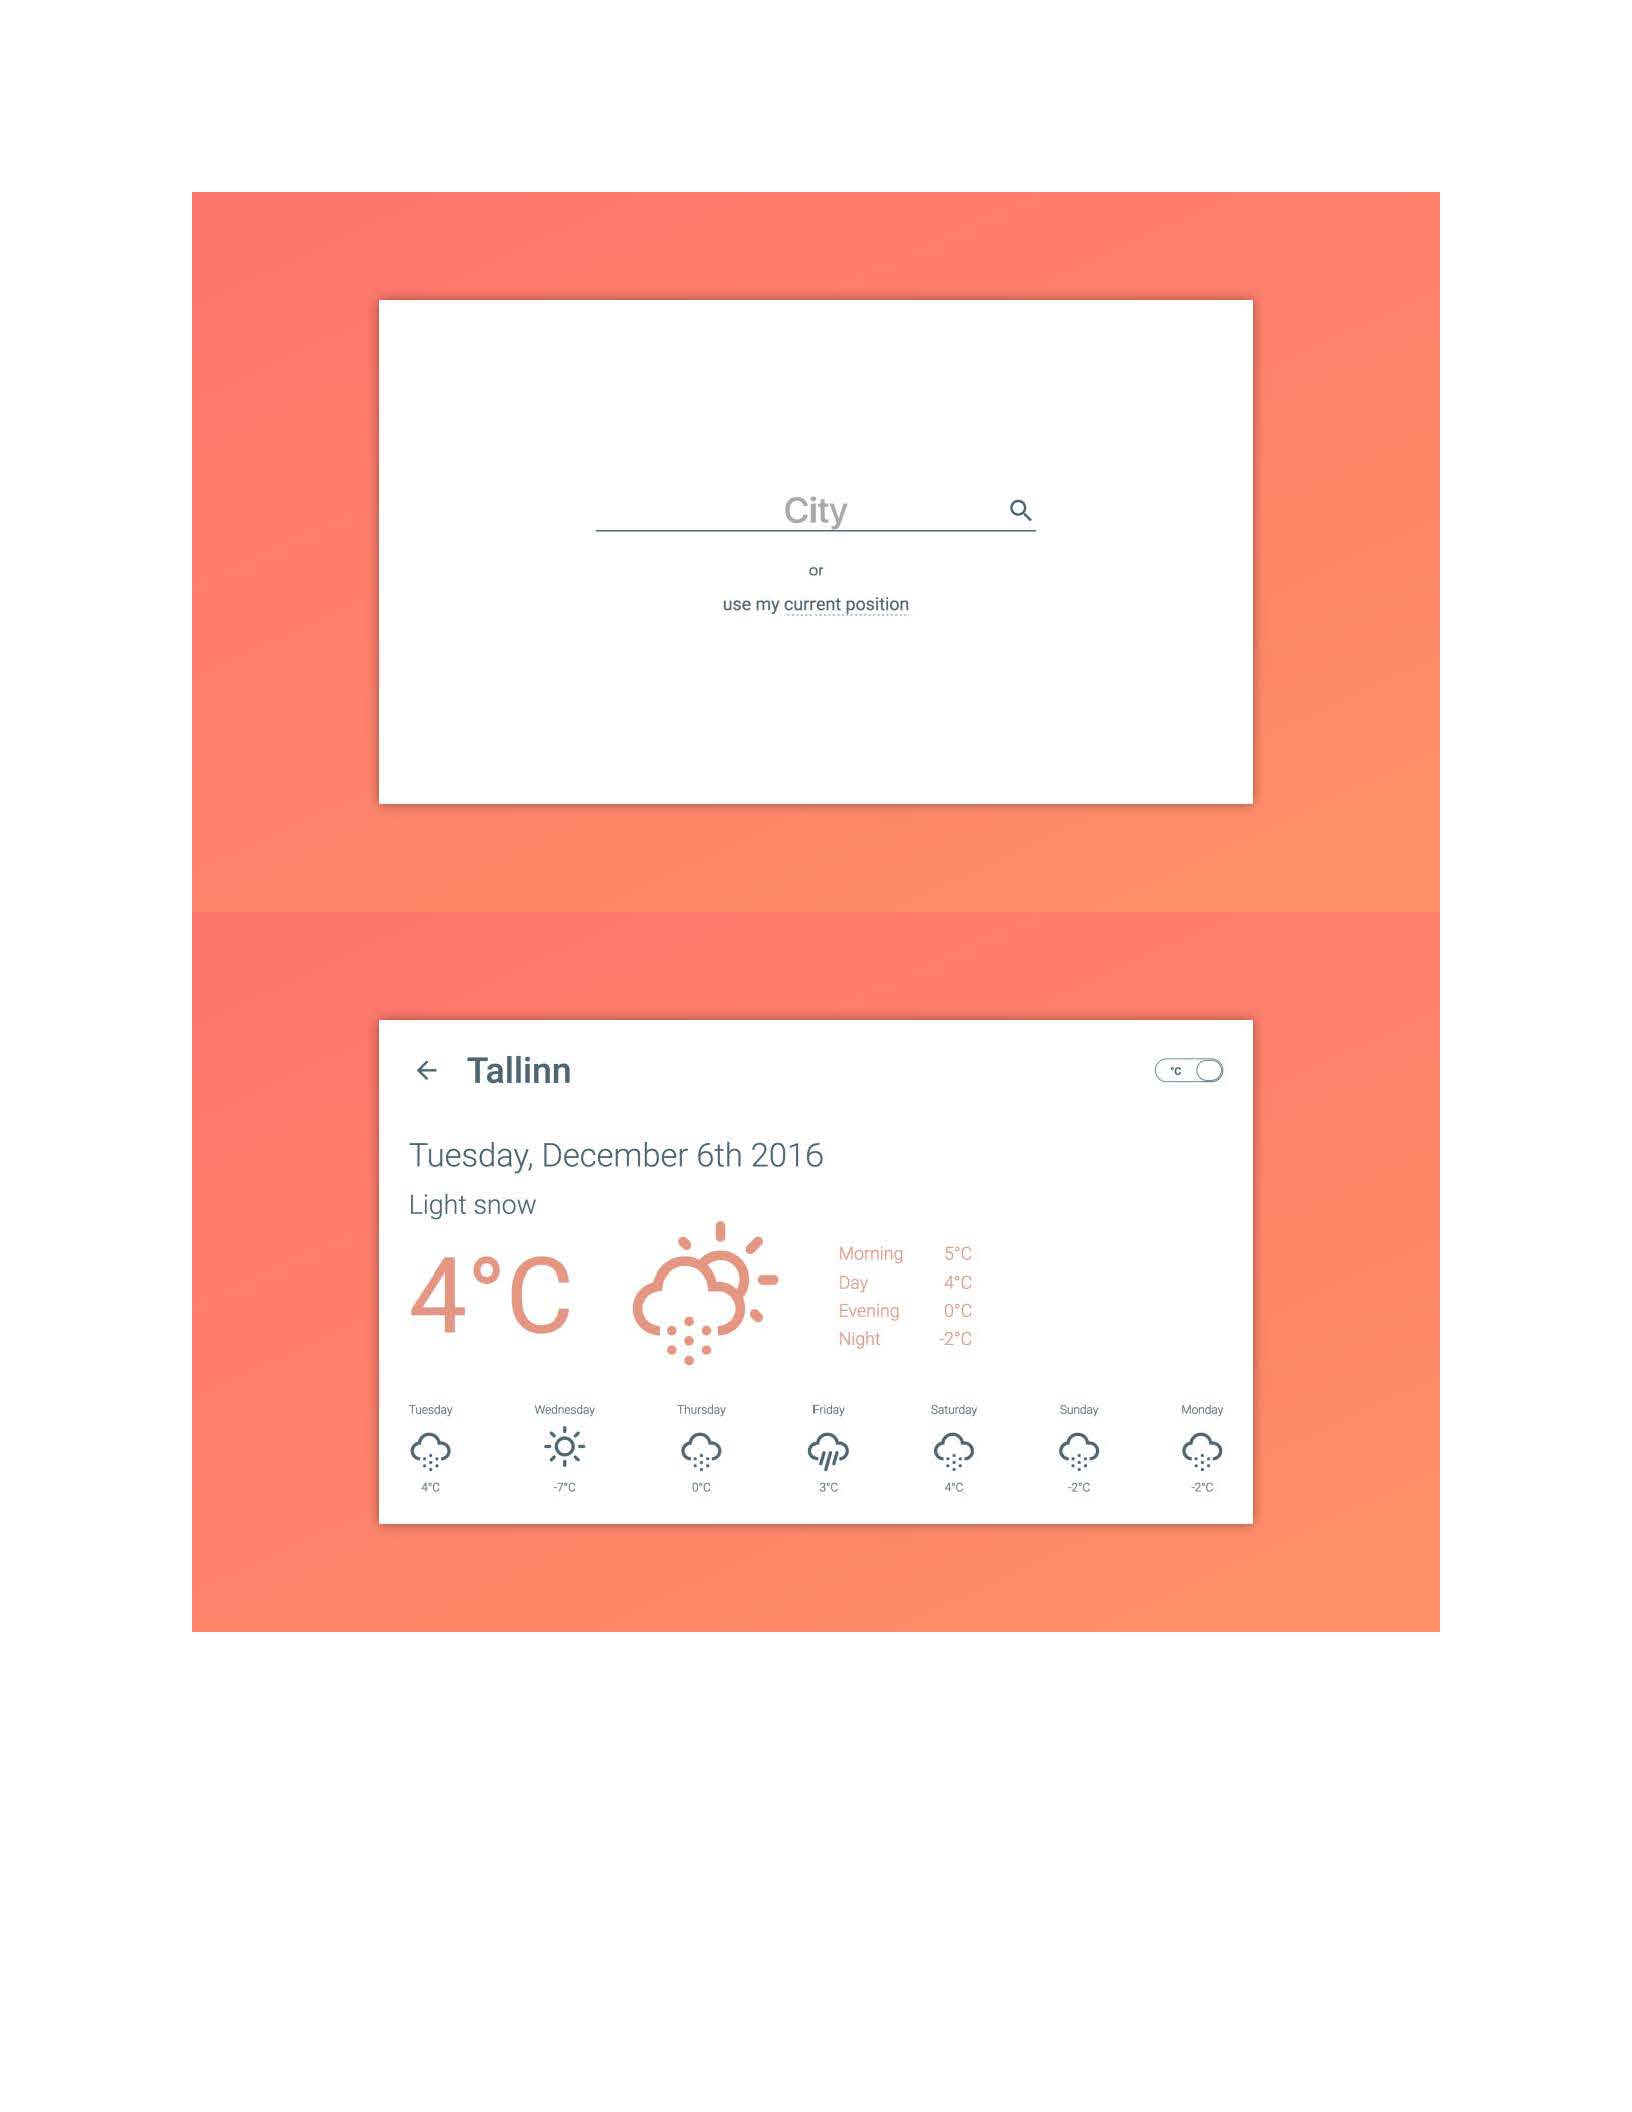 City
or
use my current position
Tallinn
°C
Tuesday, December 6th 2016
Light snow
4°C
Morning 5°C
Day 4°C
Evening 0°C
Night -2°C
Tuesday Wednesday Thursday Friday Saturday Sunday Monday
4°C -7°C 0°C 3°C 4°C -2°C -2°C